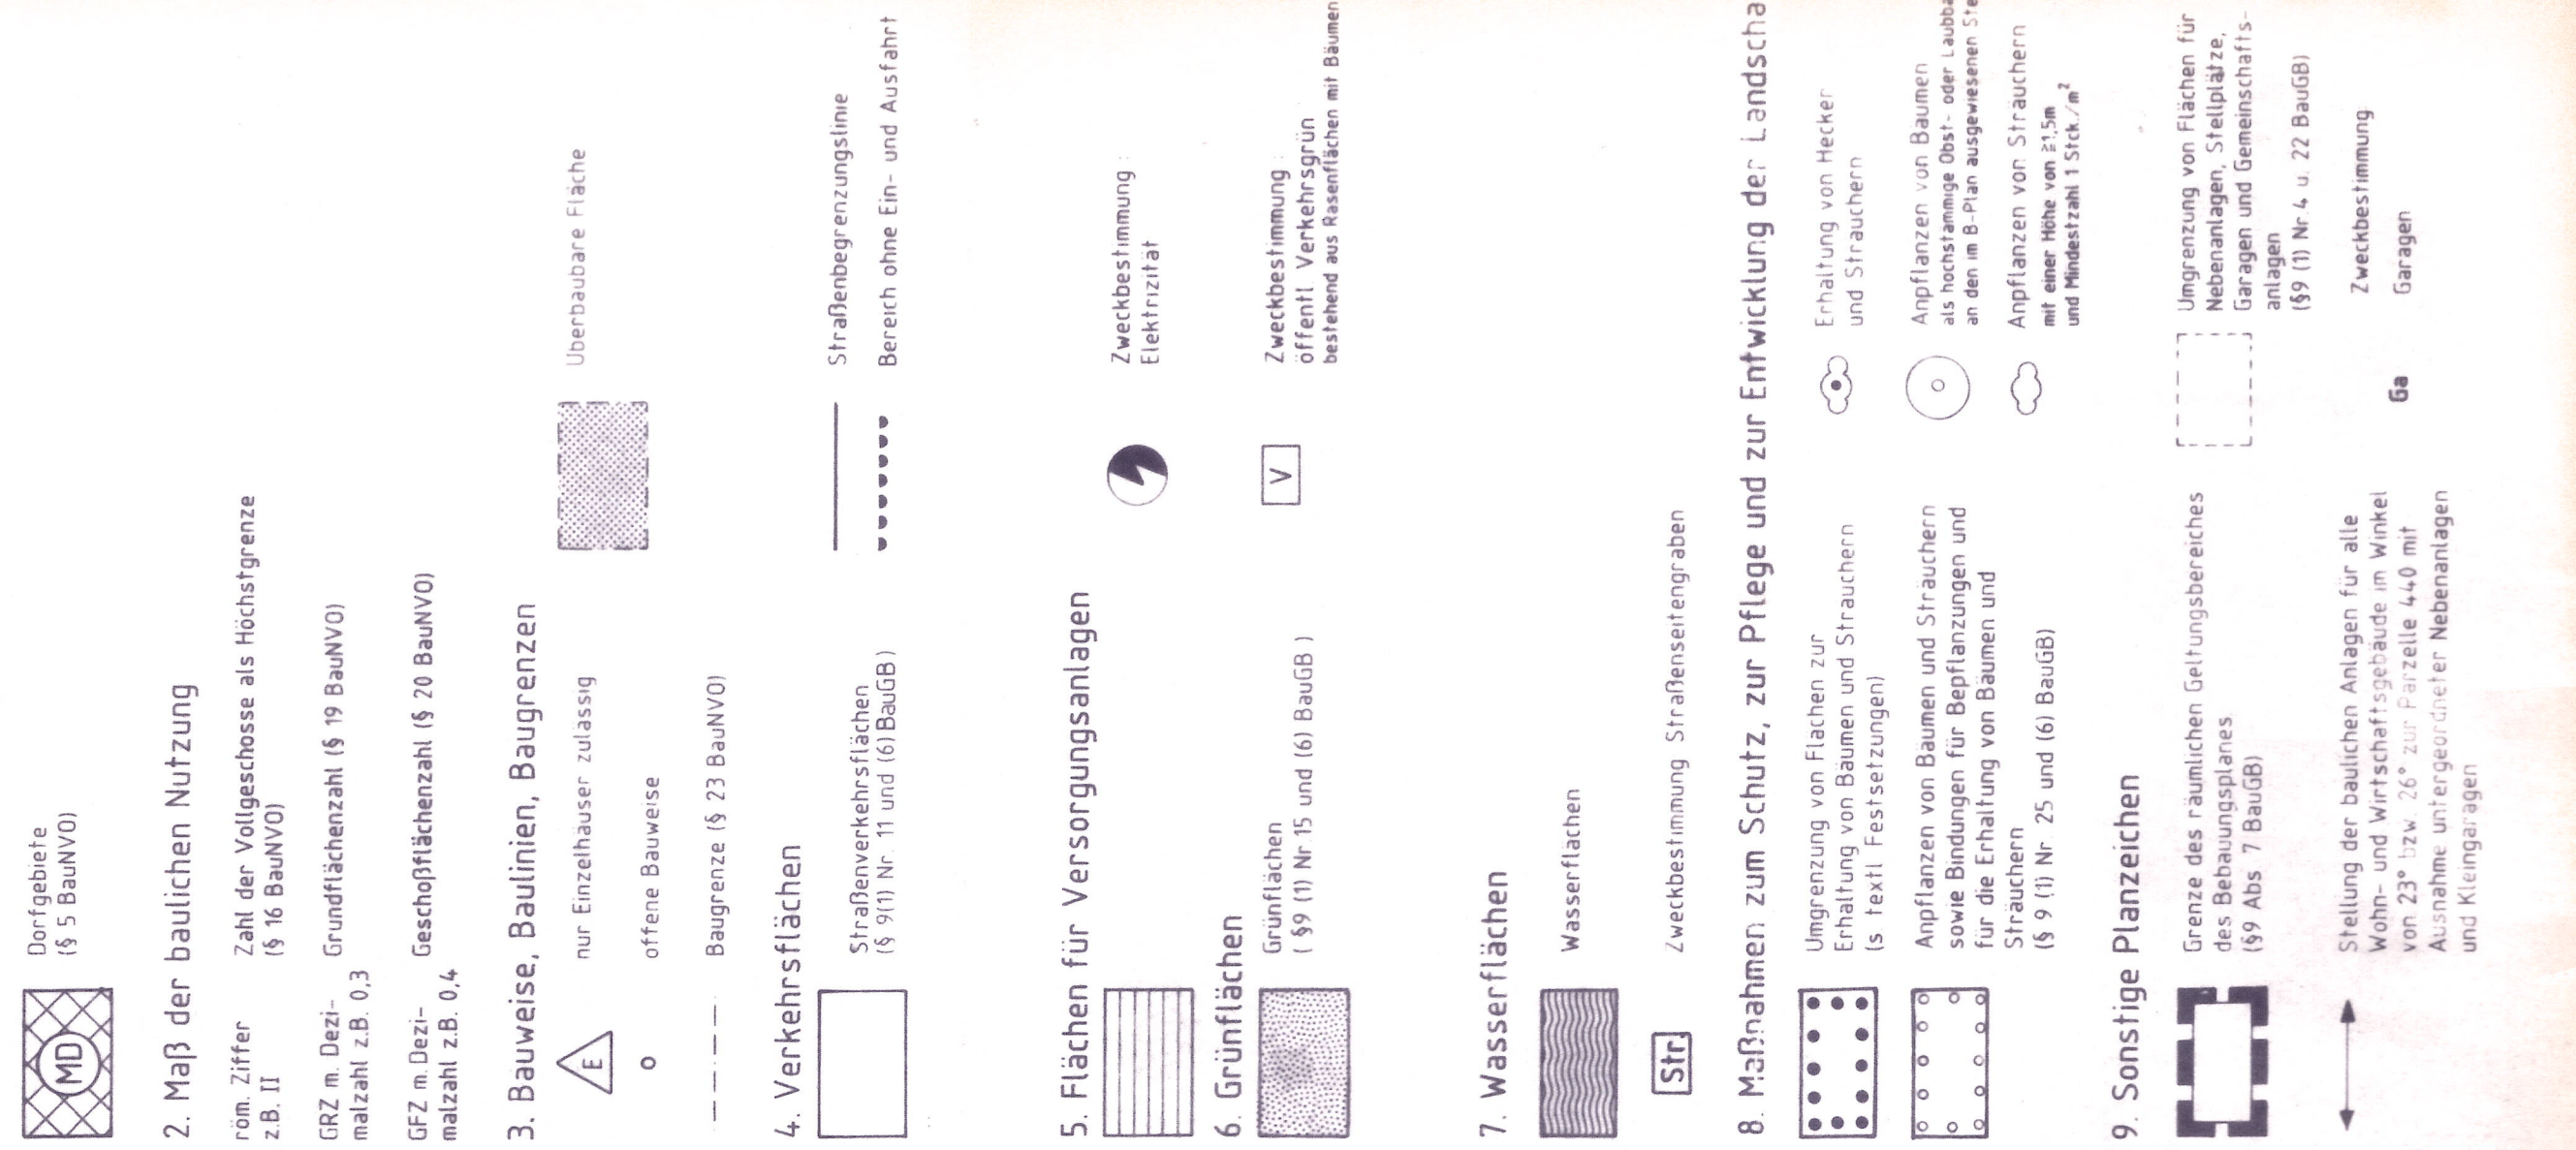 MD
Dorfgebiete
(§ 5 BauNVO)
2. Maß der baulichen Nutzung
röm. Ziffer
z.B. II
Zahl der Vollgeschosse als Höchstgrenze
(§ 16 BauNVO)
GRZ m. Dezi-
malzahl z.B. 0,3
Grundflächenzahl (§ 19 BauNVO)
GFZ m. Dezi-
malzahl z.B. 0,4
Geschoßflächenzahl (§ 20 BauNVO)
3. Bauweise, Baulinien, Baugrenzen
E
nur Einzelhäuser zulässig
Uberbaubare Fläche
offene Bauweise
Baugrenze (§ 23 BauNVO)
4. Verkehrsflächen
Straßenverkehrsflächen
(§ 9(1) Nr. 11 und (6) BauGB)
Straßenbegrenzungslinie
Bereich ohne Ein- und Ausfahrt
5. Flächen für Versorgungsanlagen
Zweckbestimmung:
Elektrizität
6. Grünflächen
Grünflächen
(§9 (1) Nr.15 und (6) BauGB)
V
Zweckbestimmung:
öffentl. Verkehrsgrün
bestehend aus Rasenflächen mit Bäumen
7. Wasserflächen
Wasserflächen
Str.
Zweckbestimmung Straßenseitengraben
8. Maßnahmen zum Schutz, zur Pflege und zur Entwicklung der Landscha
Umgrenzung von Flachen zur
Erhaltung von Bäumen und Strauchern
(s textl Festsetzungen)
Erhaltung von Hecker
und Strauchern
Anpflanzen von Bäumen und Sträuchern
sowie Bindungen für Bepflanzungen und
für die Erhaltung von Bäumen und
Sträuchern
(§ 9 (1) Nr. 25 und (6) BauGB)
Anpflanzen von Baumen
als hochstammige Obst- oder Laubba
an den im B-Plan ausgewiesenen Ste
Anpflanzen von Sträuchern
mit einer Höhe von ≥1,5m
und Mindestzahl 1 Stck./m²
9. Sonstige Planzeichen
Grenze des räumlichen Geltungsbereiches
des Bebauungsplanes
(§9 Abs. 7 BauGB)
Umgrenzung von Flächen für
Nebenanlagen, Stellplätze,
Garagen und Gemeinschafts-
anlagen
(§9 (1) Nr.4 u. 22 BauGB)
Stellung der baulichen Anlagen für alle
Wohn- und Wirtschaftsgebäude im Winkel
von 23° bzw. 26° zur Parzelle 440 mit
Ausnahme untergeordneter Nebenanlagen
und Kleingaragen
Zweckbestimmung
Ga
Garagen